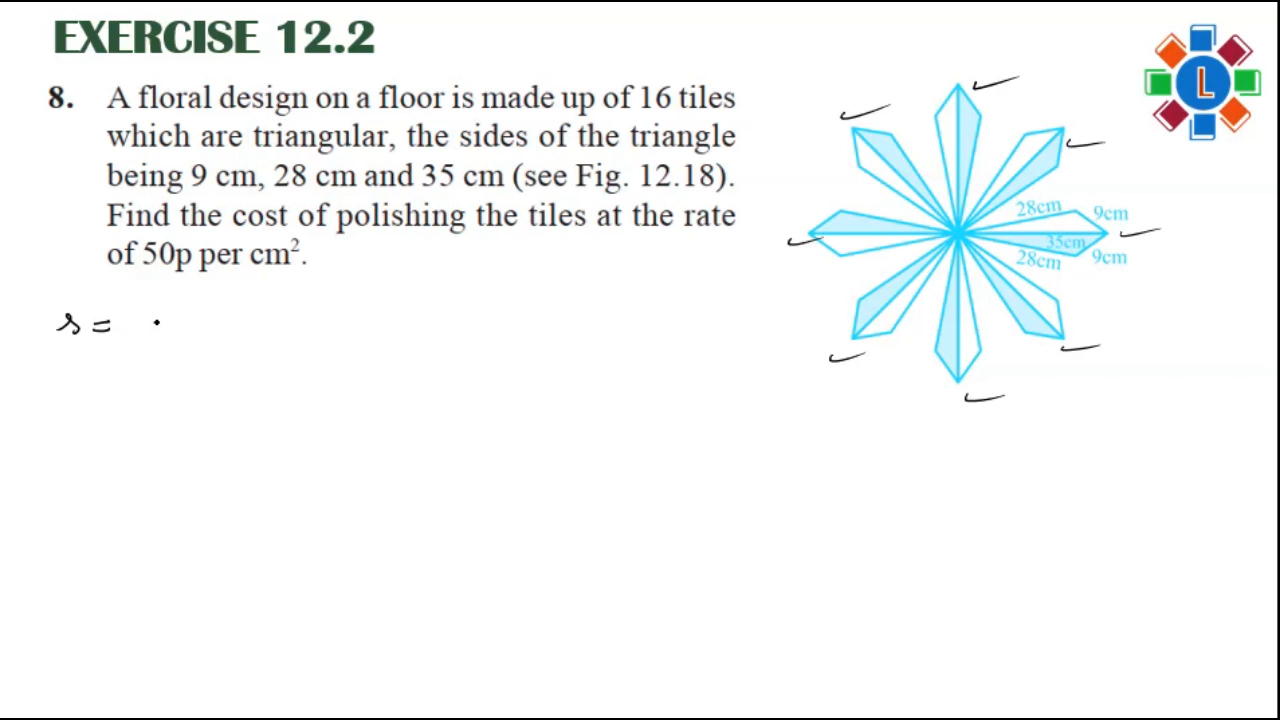 EXERCISE 12.2
L
8. A floral design on a floor is made up of 16 tiles
which are triangular, the sides of the triangle
being 9 cm, 28 cm and 35 cm (see Fig. 12.18).
Find the cost of polishing the tiles at the rate
of 50p per cm².
28cm
9cm
35cm
28cm
9cm
s =